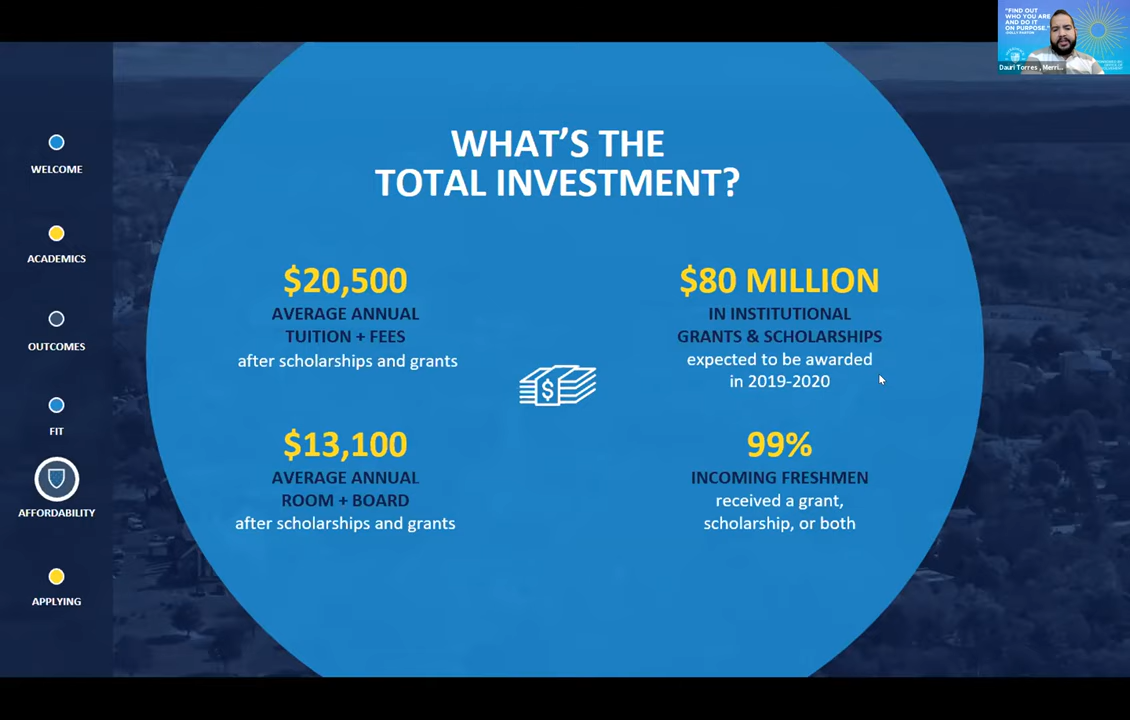 "FIND OUT
WHO YOU ARE
AND DO IT
ON PURPOSE."
Dauri Torres , Merri...
WHAT'S THE
TOTAL INVESTMENT?
WELCOME
ACADEMICS
OUTCOMES
FIT
AFFORDABILITY
APPLYING
$20,500
AVERAGE ANNUAL
TUITION + FEES
after scholarships and grants
$80 MILLION
IN INSTITUTIONAL
GRANTS & SCHOLARSHIPS
expected to be awarded
in 2019-2020
$
$13,100
AVERAGE ANNUAL
ROOM + BOARD
after scholarships and grants
99%
INCOMING FRESHMEN
received a grant,
scholarship, or both